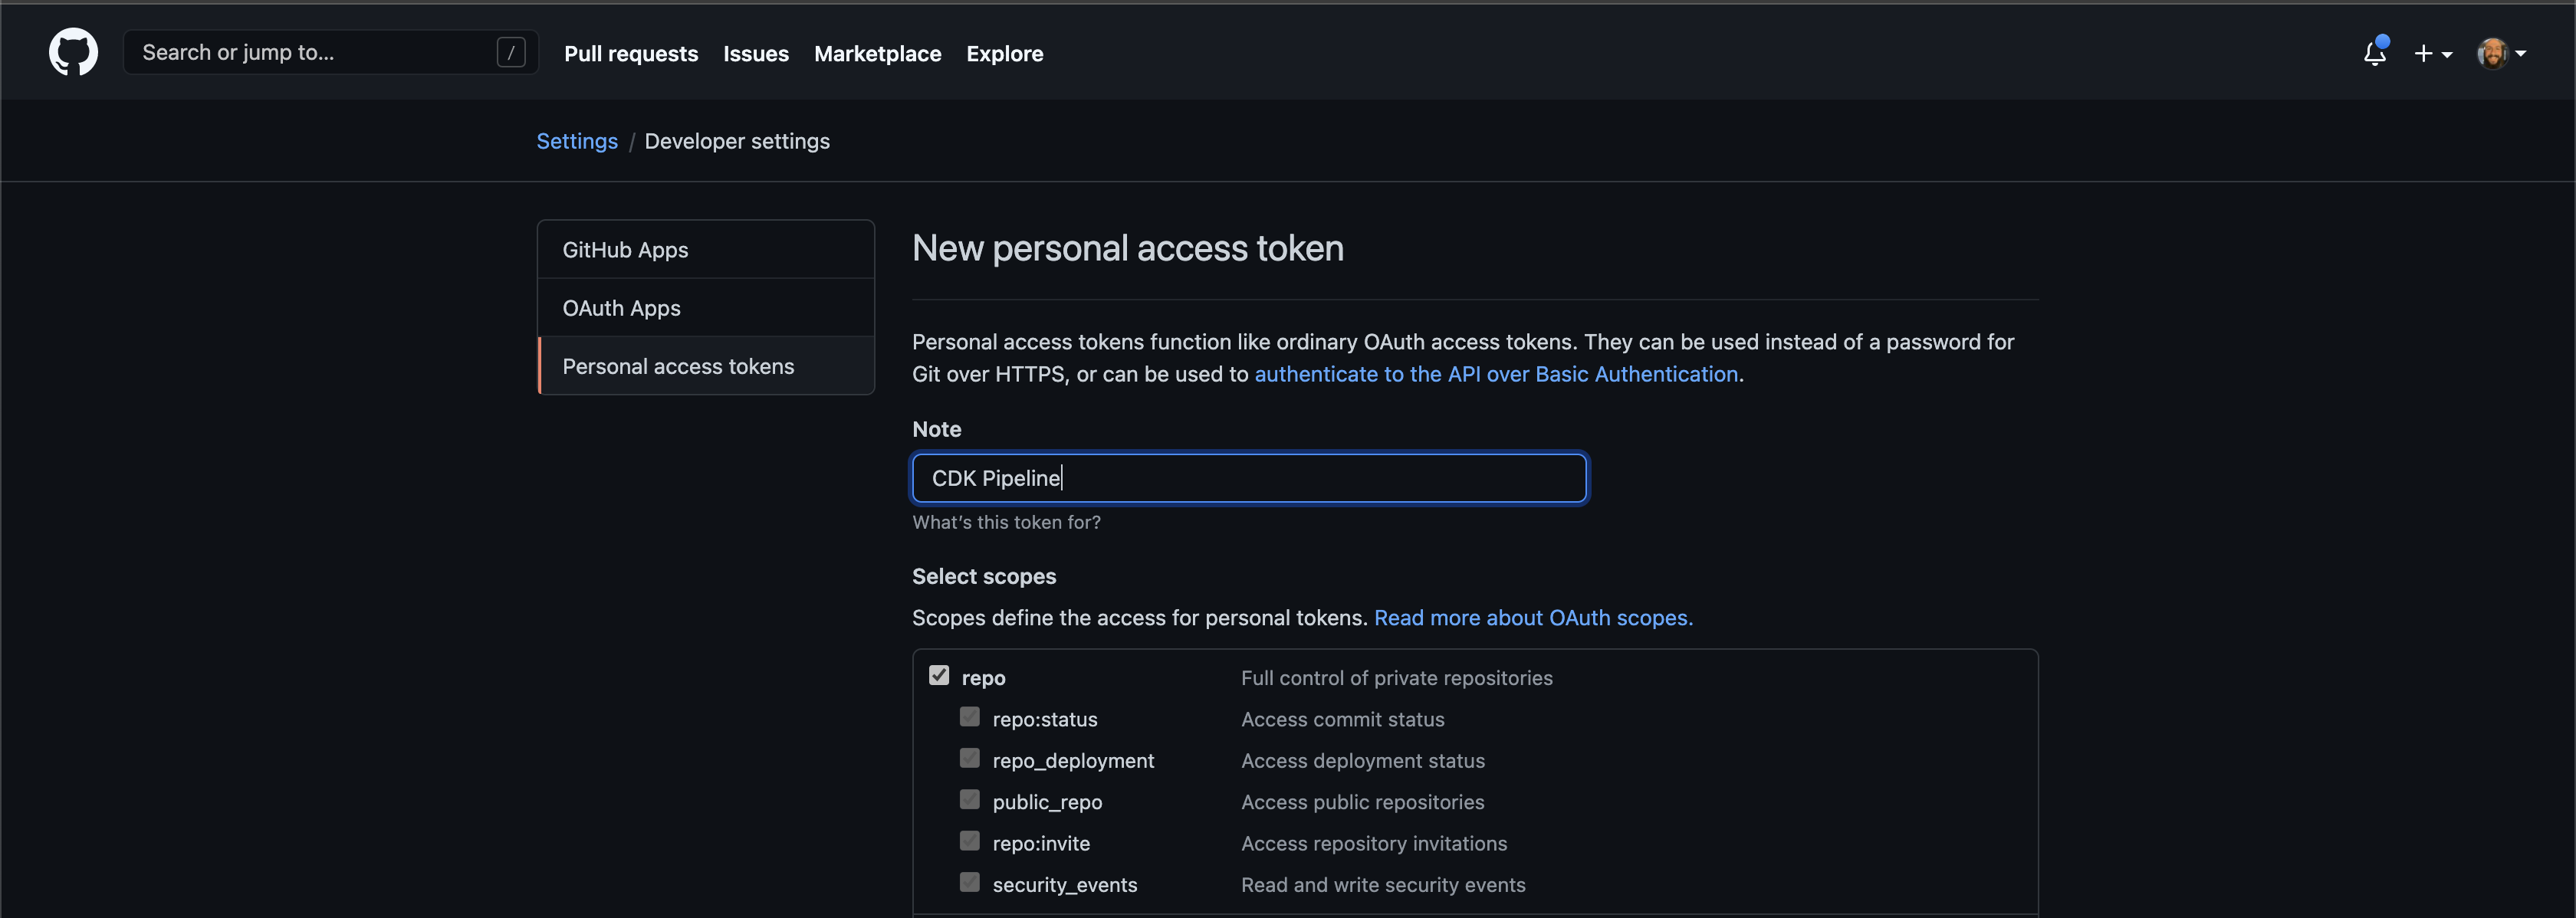 Search or jump to... /
Pull requests Issues Marketplace Explore
Settings / Developer settings
GitHub Apps
OAuth Apps
Personal access tokens
New personal access token
Personal access tokens function like ordinary OAuth access tokens. They can be used instead of a password for
Git over HTTPS, or can be used to authenticate to the API over Basic Authentication.
Note
CDK Pipeline
What’s this token for?
Select scopes
Scopes define the access for personal tokens. Read more about OAuth scopes.
repo Full control of private repositories
repo:status Access commit status
repo_deployment Access deployment status
public_repo Access public repositories
repo:invite Access repository invitations
security_events Read and write security events